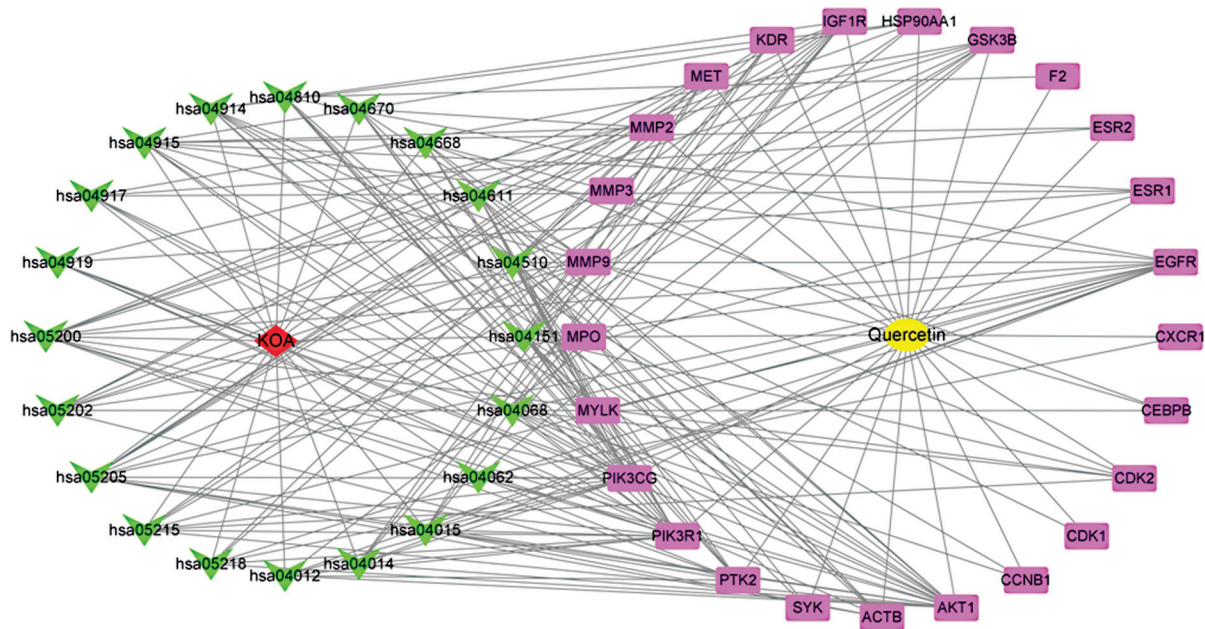 IGF1R
HSP90AA1
KDR
GSK3B
MET
F2
hsa04810
hsa04914
hsa04670
MMP2
ESR2
hsa04915
hsa04668
hsa04917
hsa04611
MMP3
ESR1
hsa04919
hsa04510
MMP9
EGFR
hsa05200
KOA
hsa04151
MPO
Quercetin
CXCR1
hsa05202
hsa04068
MYLK
CEBPB
hsa05205
hsa04062
PIK3CG
CDK2
hsa05215
hsa04015
PIK3R1
CDK1
hsa05218
hsa04012
hsa04014
PTK2
CCNB1
SYK
ACTB
AKT1